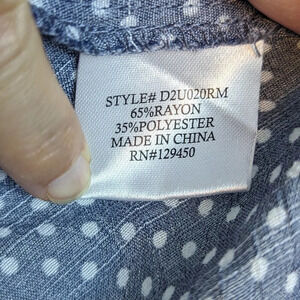 STYLE# D2U020RM
65%RAYON
35%POLYESTER
MADE IN CHINA
RN#129450